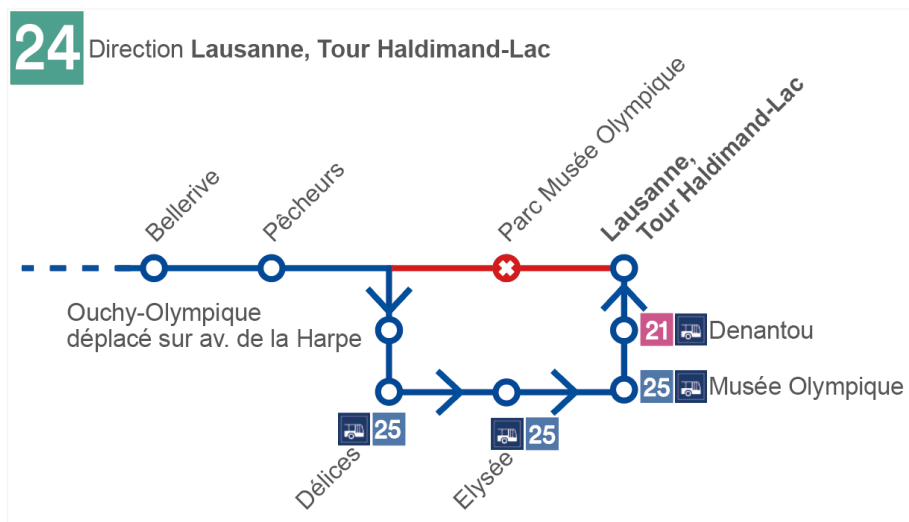 24 Direction Lausanne, Tour Haldimand-Lac
Bellerive
Pêcheurs
Parc Musée Olympique
Lausanne,
Tour Haldimand-Lac
Ouchy-Olympique
déplacé sur av. de la Harpe
21 Denantou
25 Musée Olympique
25
Délices
25
Elysée